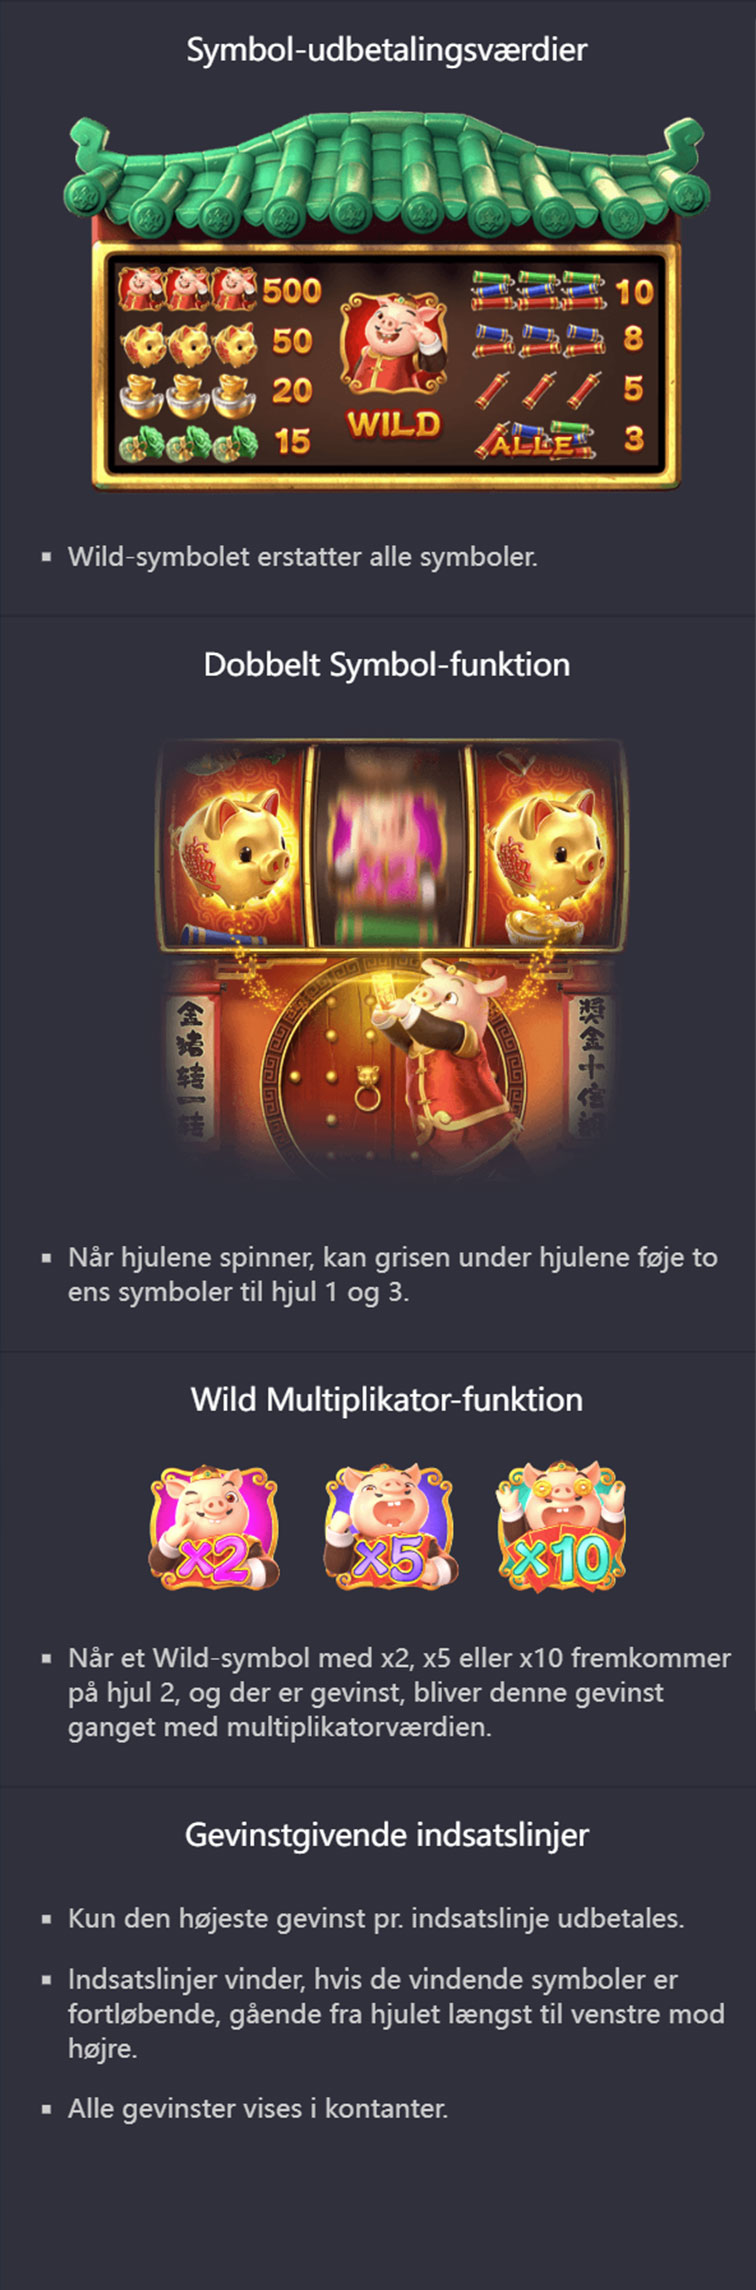 Symbol-udbetalingsværdier
500
50
20
15
WILD
10
8
5
ALLE 3
Wild-symbolet erstatter alle symboler.
Dobbelt Symbol-funktion
x2
金猪转一转
獎金十倍
Når hjulene spinner, kan grisen under hjulene føje to
ens symboler til hjul 1 og 3.
Wild Multiplikator-funktion
x2 x5 x10
Når et Wild-symbol med x2, x5 eller x10 fremkommer
på hjul 2, og der er gevinst, bliver denne gevinst
ganget med multiplikatorværdien.
Gevinstgivende indsatslinjer
Kun den højeste gevinst pr. indsatslinje udbetales.
Indsatslinjer vinder, hvis de vindende symboler er
fortløbende, gående fra hjulet længst til venstre mod
højre.
Alle gevinster vises i kontanter.